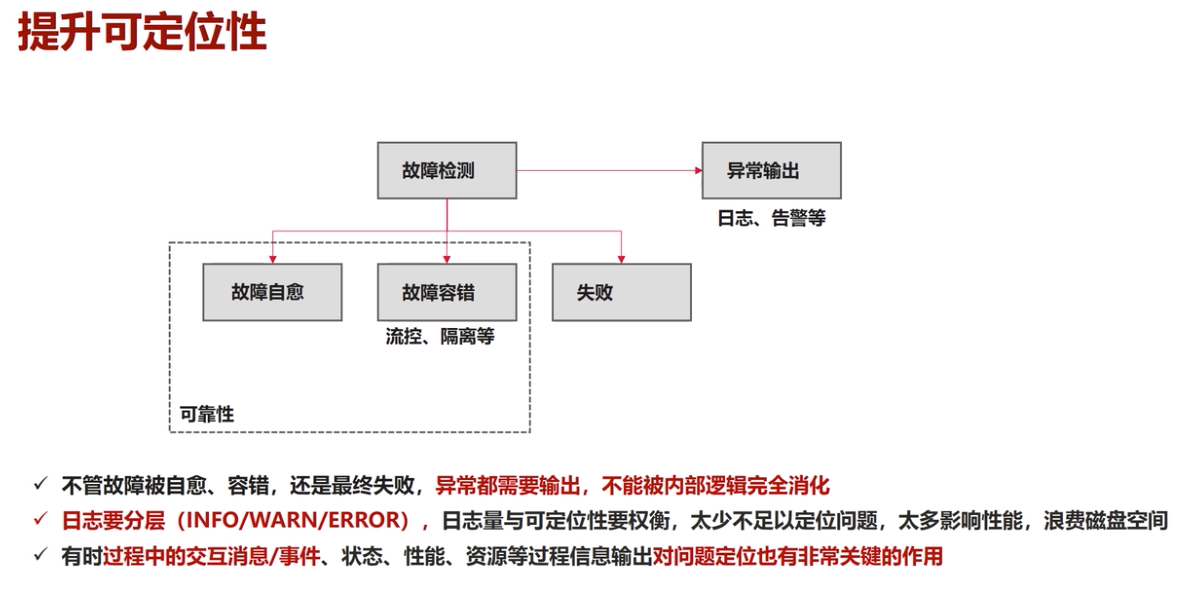 提升可定位性
故障检测
异常输出
日志、告警等
故障自愈
故障容错
失败
流控、隔离等
可靠性
✓ 不管故障被自愈、容错，还是最终失败，异常都需要输出，不能被内部逻辑完全消化
✓ 日志要分层（INFO/WARN/ERROR），日志量与可定位性要权衡，太少不足以定位问题，太多影响性能，浪费磁盘空间
✓ 有时过程中的交互消息/事件、状态、性能、资源等过程信息输出对问题定位也有非常关键的作用